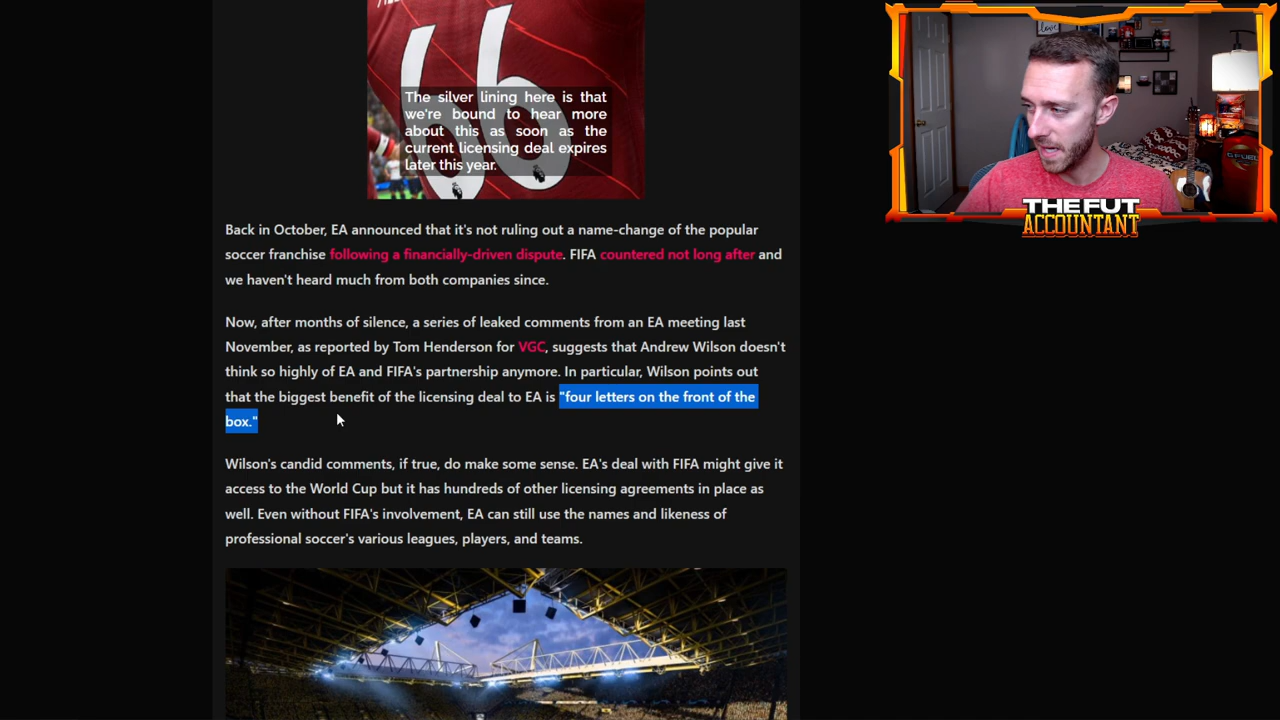 66
The silver lining here is that
we're bound to hear more
about this as soon as the
current licensing deal expires
later this year.
Back in October, EA announced that it's not ruling out a name-change of the popular
soccer franchise following a financially-driven dispute. FIFA countered not long after and
we haven't heard much from both companies since.
Now, after months of silence, a series of leaked comments from an EA meeting last
November, as reported by Tom Henderson for VGC, suggests that Andrew Wilson doesn't
think so highly of EA and FIFA's partnership anymore. In particular, Wilson points out
that the biggest benefit of the licensing deal to EA is "four letters on the front of the
box."
Wilson's candid comments, if true, do make some sense. EA's deal with FIFA might give it
access to the World Cup but it has hundreds of other licensing agreements in place as
well. Even without FIFA's involvement, EA can still use the names and likeness of
professional soccer's various leagues, players, and teams.
THE FUT
ACCOUNTANT